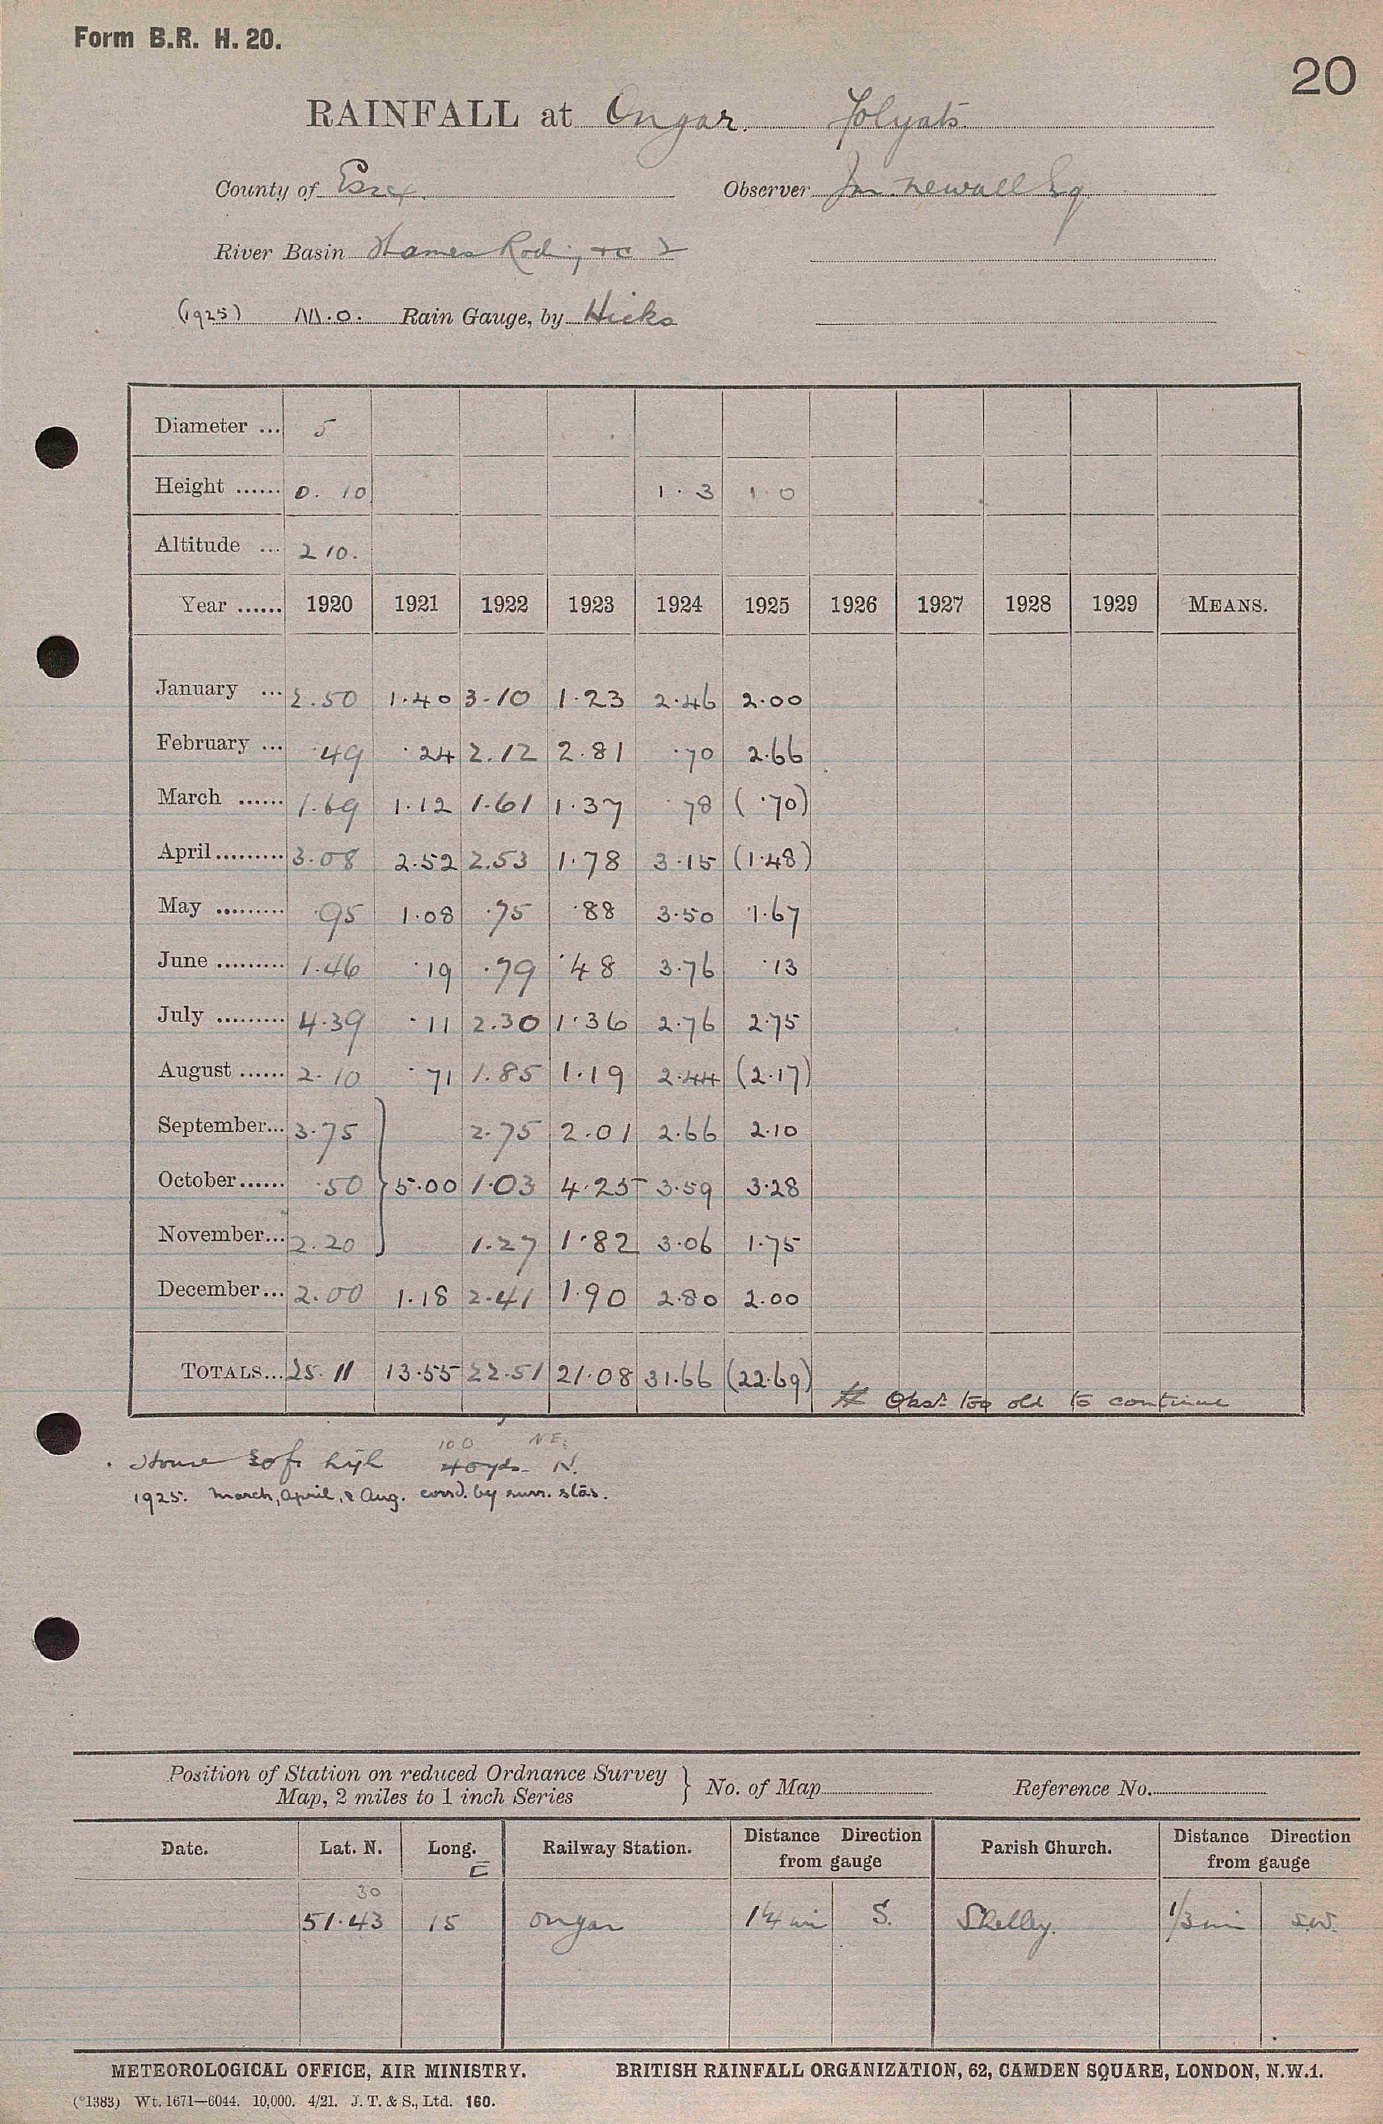 Form B.R. H. 20.
20
RAINFALL at Ongar. Folyats
County of Essex. Observer Jn. Newall Esq
River Basin Thames Roding &c 2
(1925) M.O. Rain Gauge, by Hicks
Diameter ... 5
Height ...... 0. 10 1.3 1.0
Altitude ... 210.
Year ...... 1920 1921 1922 1923 1924 1925 1926 1927 1928 1929 MEANS.
January ... 2.50 1.40 3.10 1.23 2.46 2.00
February ... .49 .24 2.12 2.81 .70 2.66
March ...... 1.69 1.12 1.61 1.37 .78 (.70)
April ......... 3.08 2.52 2.53 1.78 3.15 (1.48)
May ......... .95 1.08 .75 .88 3.50 1.67
June ......... 1.46 .19 .79 .48 3.76 .13
July ......... 4.39 .11 2.30 1.36 2.76 2.75
August ...... 2.10 .71 1.85 1.19 2.44 (2.17)
September... 3.75 } 2.75 2.01 2.66 2.10
October...... .50 } 5.00 1.03 4.25 3.59 3.28
November... 2.20 } 1.27 1.82 3.06 1.75
December... 2.00 1.18 2.41 1.90 2.80 2.00
TOTALS... 25.11 13.55 22.51 21.08 31.66 (22.69)
Obsr. too old to continue
100 NE.
House 30 ft high 40 yds N.
1925. March, April, & Aug. corrd. by surr. stns.
Position of Station on reduced Ordnance Survey
Map, 2 miles to 1 inch Series } No. of Map Reference No.
Date. Lat. N. Long. E Railway Station. Distance Direction from gauge Parish Church. Distance Direction from gauge
30
51.43 15 Ongar 1¼ mi S. Shelley. 1/3 mi S.W.
METEOROLOGICAL OFFICE, AIR MINISTRY. BRITISH RAINFALL ORGANIZATION, 62, CAMDEN SQUARE, LONDON, N.W.1.
(*1383) Wt. 1671—6044. 10,000. 4/21. J. T. & S., Ltd. 160.